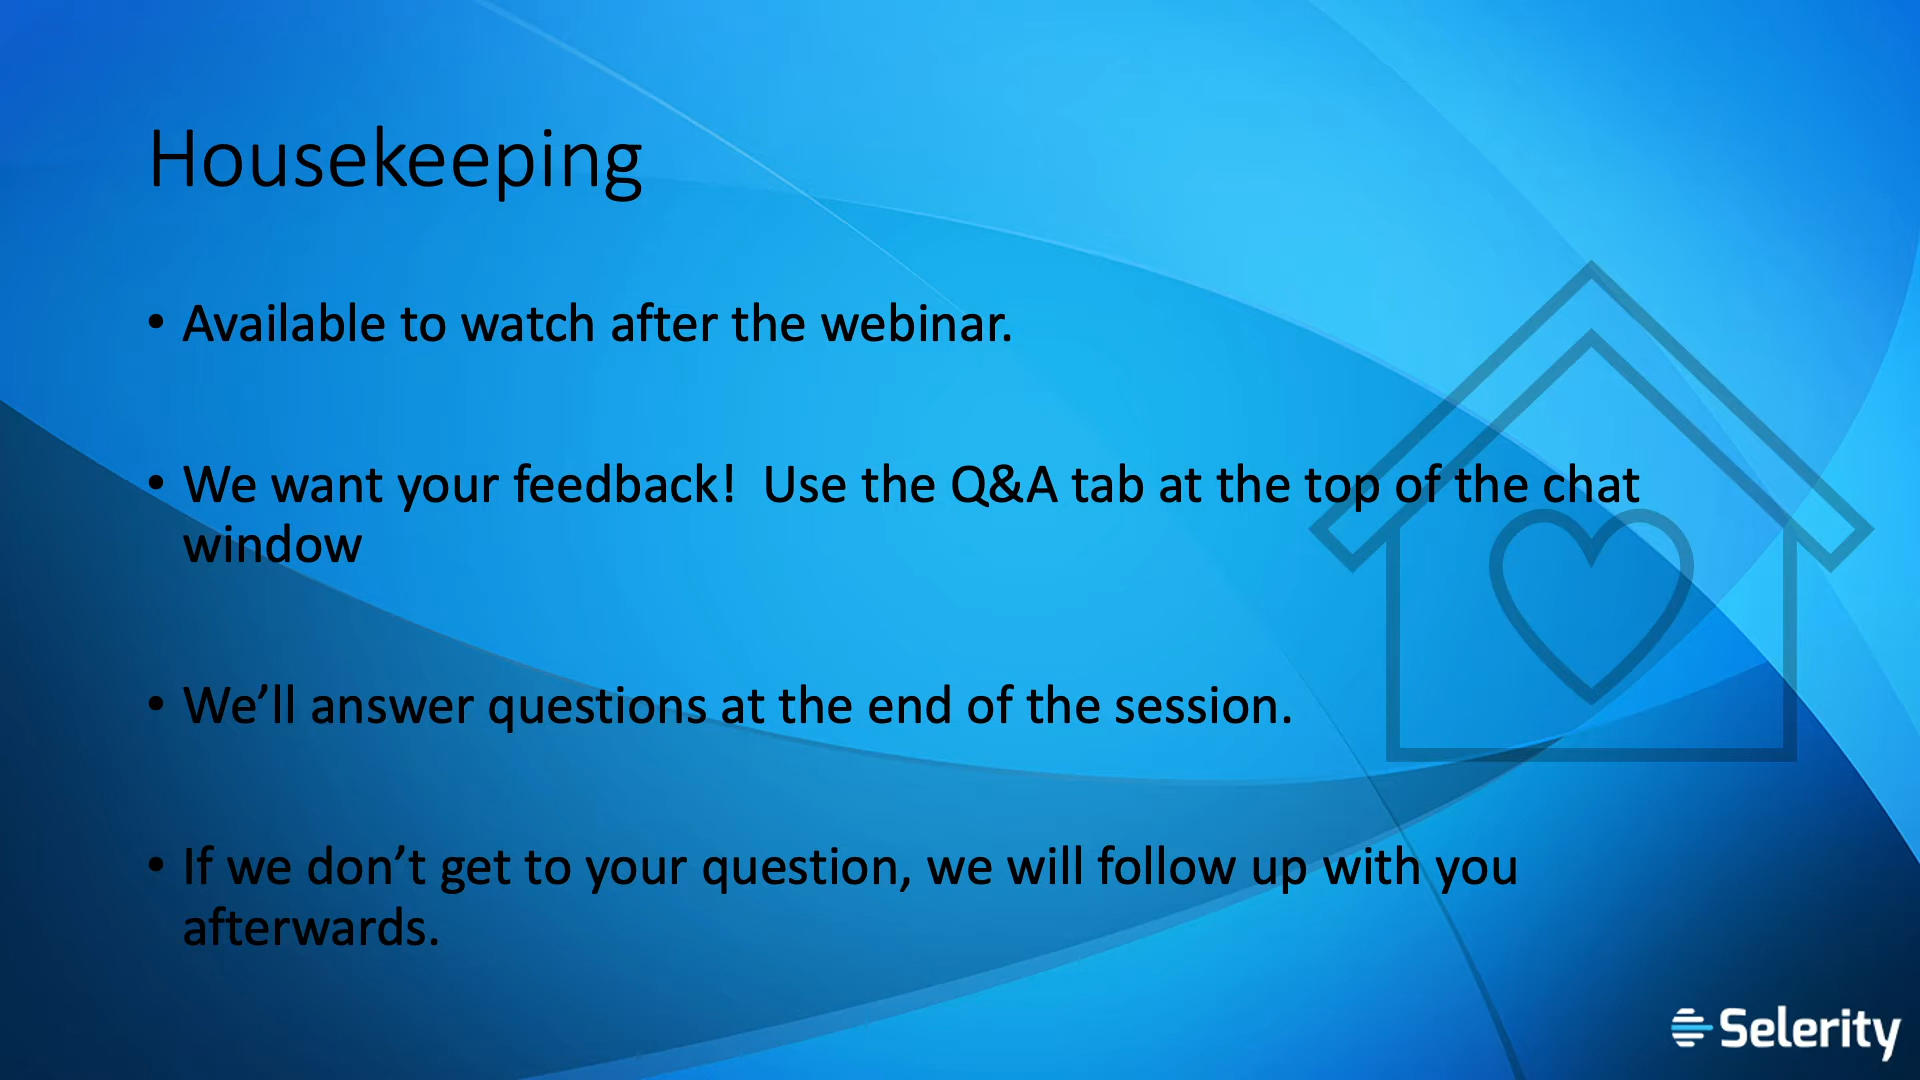 Housekeeping
• Available to watch after the webinar.
• We want your feedback!  Use the Q&A tab at the top of the chat
window
• We’ll answer questions at the end of the session.
• If we don’t get to your question, we will follow up with you
afterwards.
Selerity